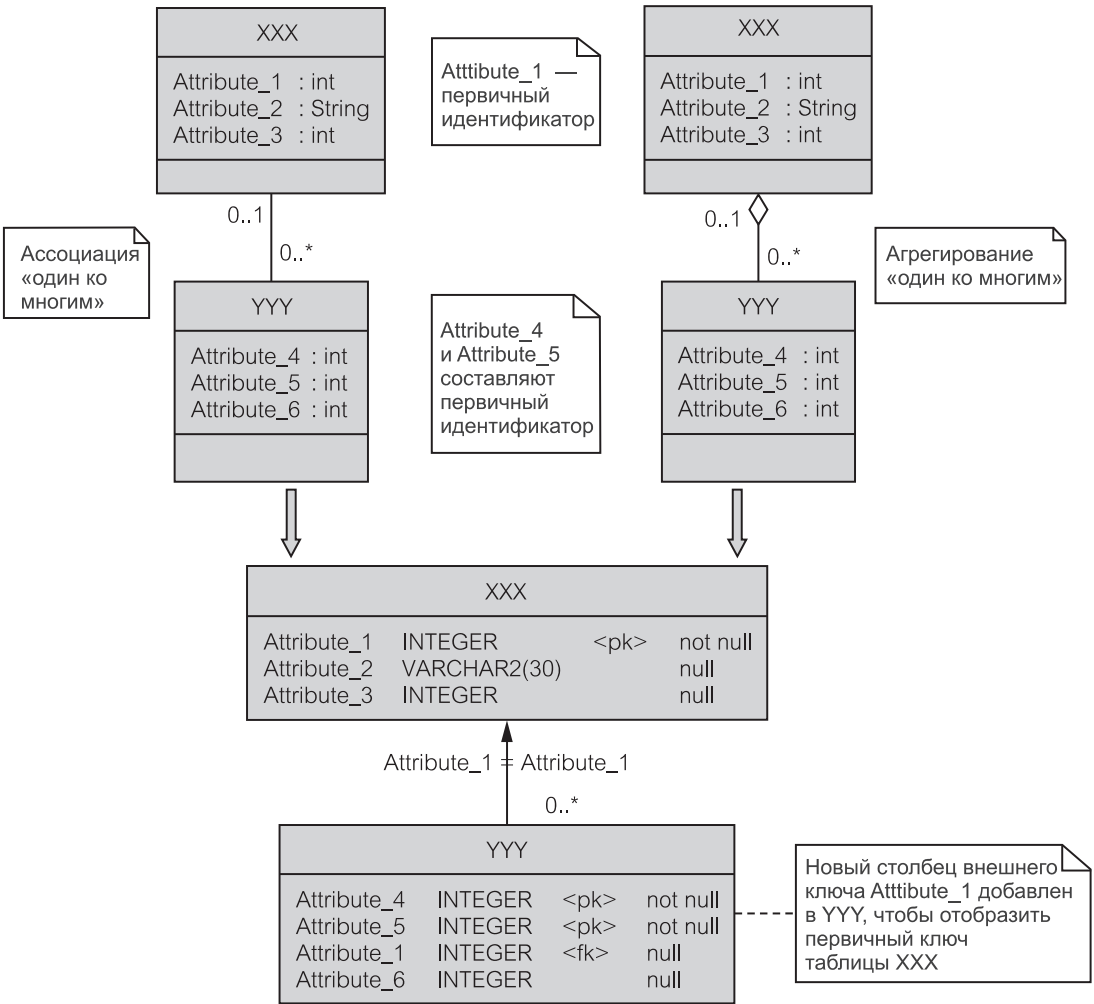 XXX
Attribute_1 : int
Attribute_2 : String
Attribute_3 : int
Atttibute_1 —
первичный
идентификатор
XXX
Attribute_1 : int
Attribute_2 : String
Attribute_3 : int
0..1
0..*
0..1
0..*
Ассоциация
«один ко
многим»
Агрегирование
«один ко многим»
YYY
Attribute_4 : int
Attribute_5 : int
Attribute_6 : int
Attribute_4
и Attribute_5
составляют
первичный
идентификатор
YYY
Attribute_4 : int
Attribute_5 : int
Attribute_6 : int
XXX
Attribute_1 INTEGER <pk> not null
Attribute_2 VARCHAR2(30) null
Attribute_3 INTEGER null
Attribute_1 = Attribute_1
0..*
YYY
Attribute_4 INTEGER <pk> not null
Attribute_5 INTEGER <pk> not null
Attribute_1 INTEGER <fk> null
Attribute_6 INTEGER null
Новый столбец внешнего
ключа Atttibute_1 добавлен
в YYY, чтобы отобразить
первичный ключ
таблицы XXX